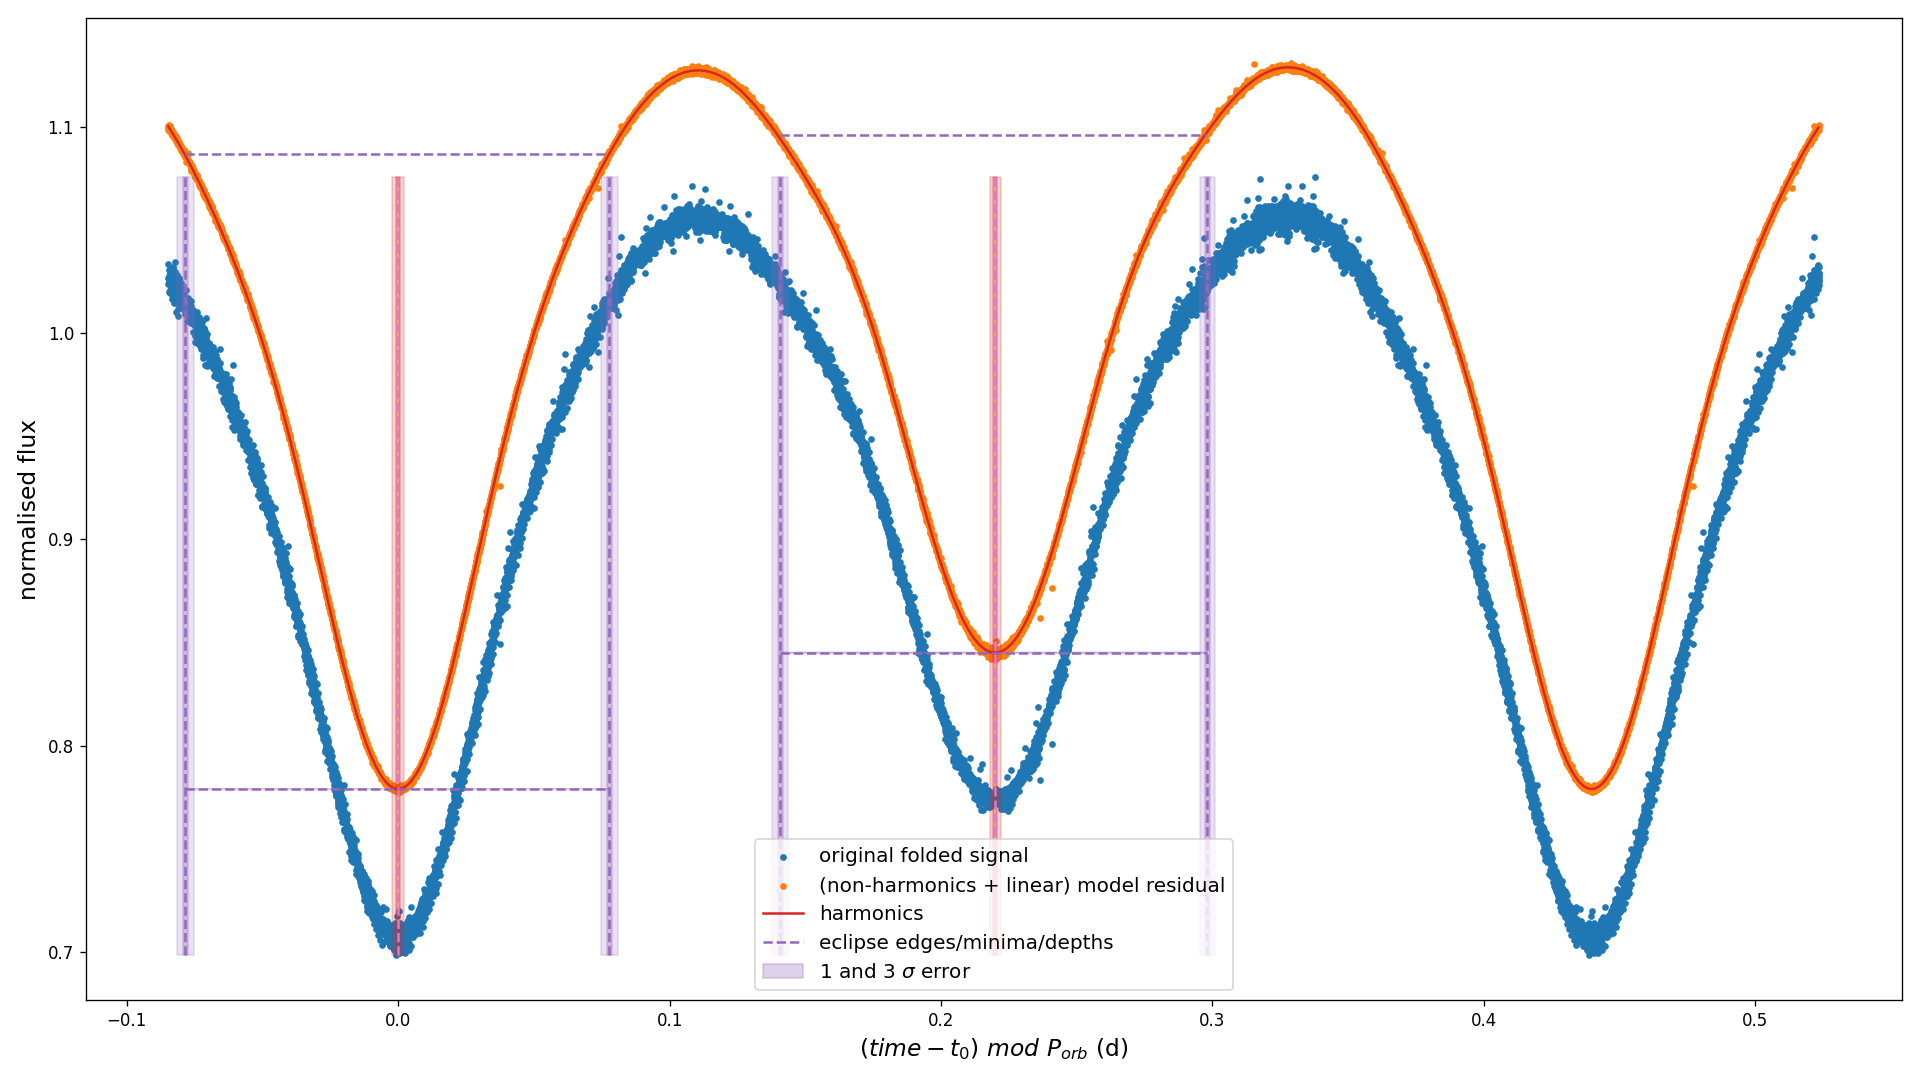 normalised flux
1.1
1.0
0.9
0.8
0.7
original folded signal
(non-harmonics + linear) model residual
harmonics
eclipse edges/minima/depths
1 and 3 σ error
−0.1
0.0
0.1
0.2
0.3
0.4
0.5
(time − t₀) mod Pₒᵣb (d)